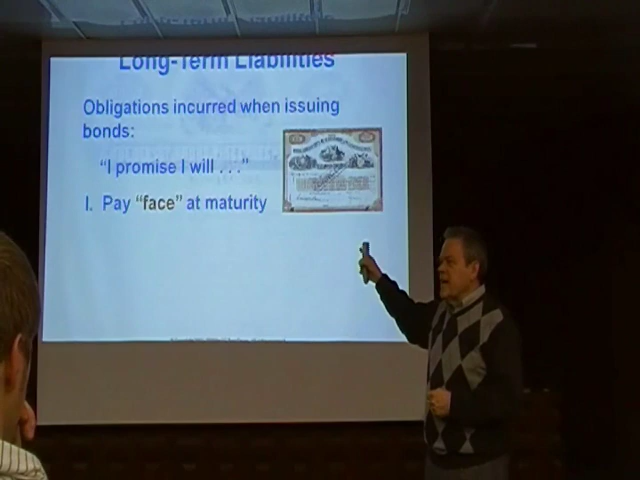 Long-Term Liabilities
Obligations incurred when issuing
bonds:
“I promise I will . . .”
I. Pay “face” at maturity